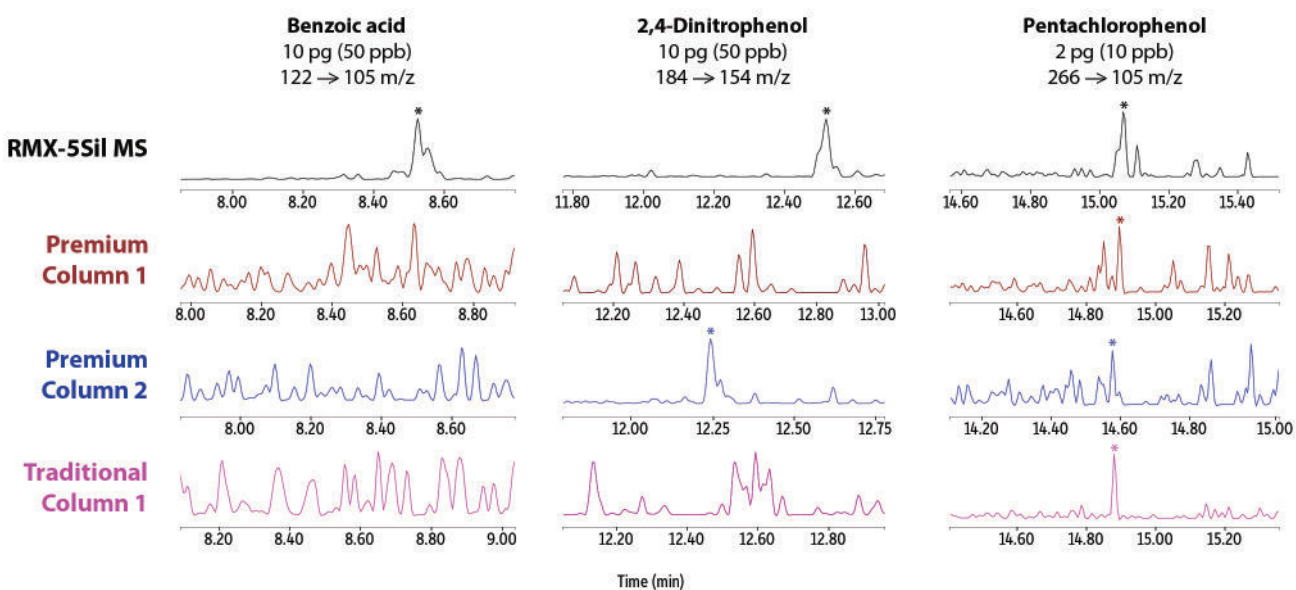 Benzoic acid
10 pg (50 ppb)
122 → 105 m/z
2,4-Dinitrophenol
10 pg (50 ppb)
184 → 154 m/z
Pentachlorophenol
2 pg (10 ppb)
266 → 105 m/z
RMX-5Sil MS
* * *
8.00 8.20 8.40 8.60
11.80 12.00 12.20 12.40 12.60
14.60 14.80 15.00 15.20 15.40
Premium
Column 1
*
8.00 8.20 8.40 8.60 8.80
12.20 12.40 12.60 12.80 13.00
14.60 14.80 15.00 15.20
Premium
Column 2
* *
8.00 8.20 8.40 8.60
12.00 12.25 12.50 12.75
14.20 14.40 14.60 14.80 15.00
Traditional
Column 1
*
8.20 8.40 8.60 8.80 9.00
12.20 12.40 12.60 12.80
14.60 14.80 15.00 15.20
Time (min)